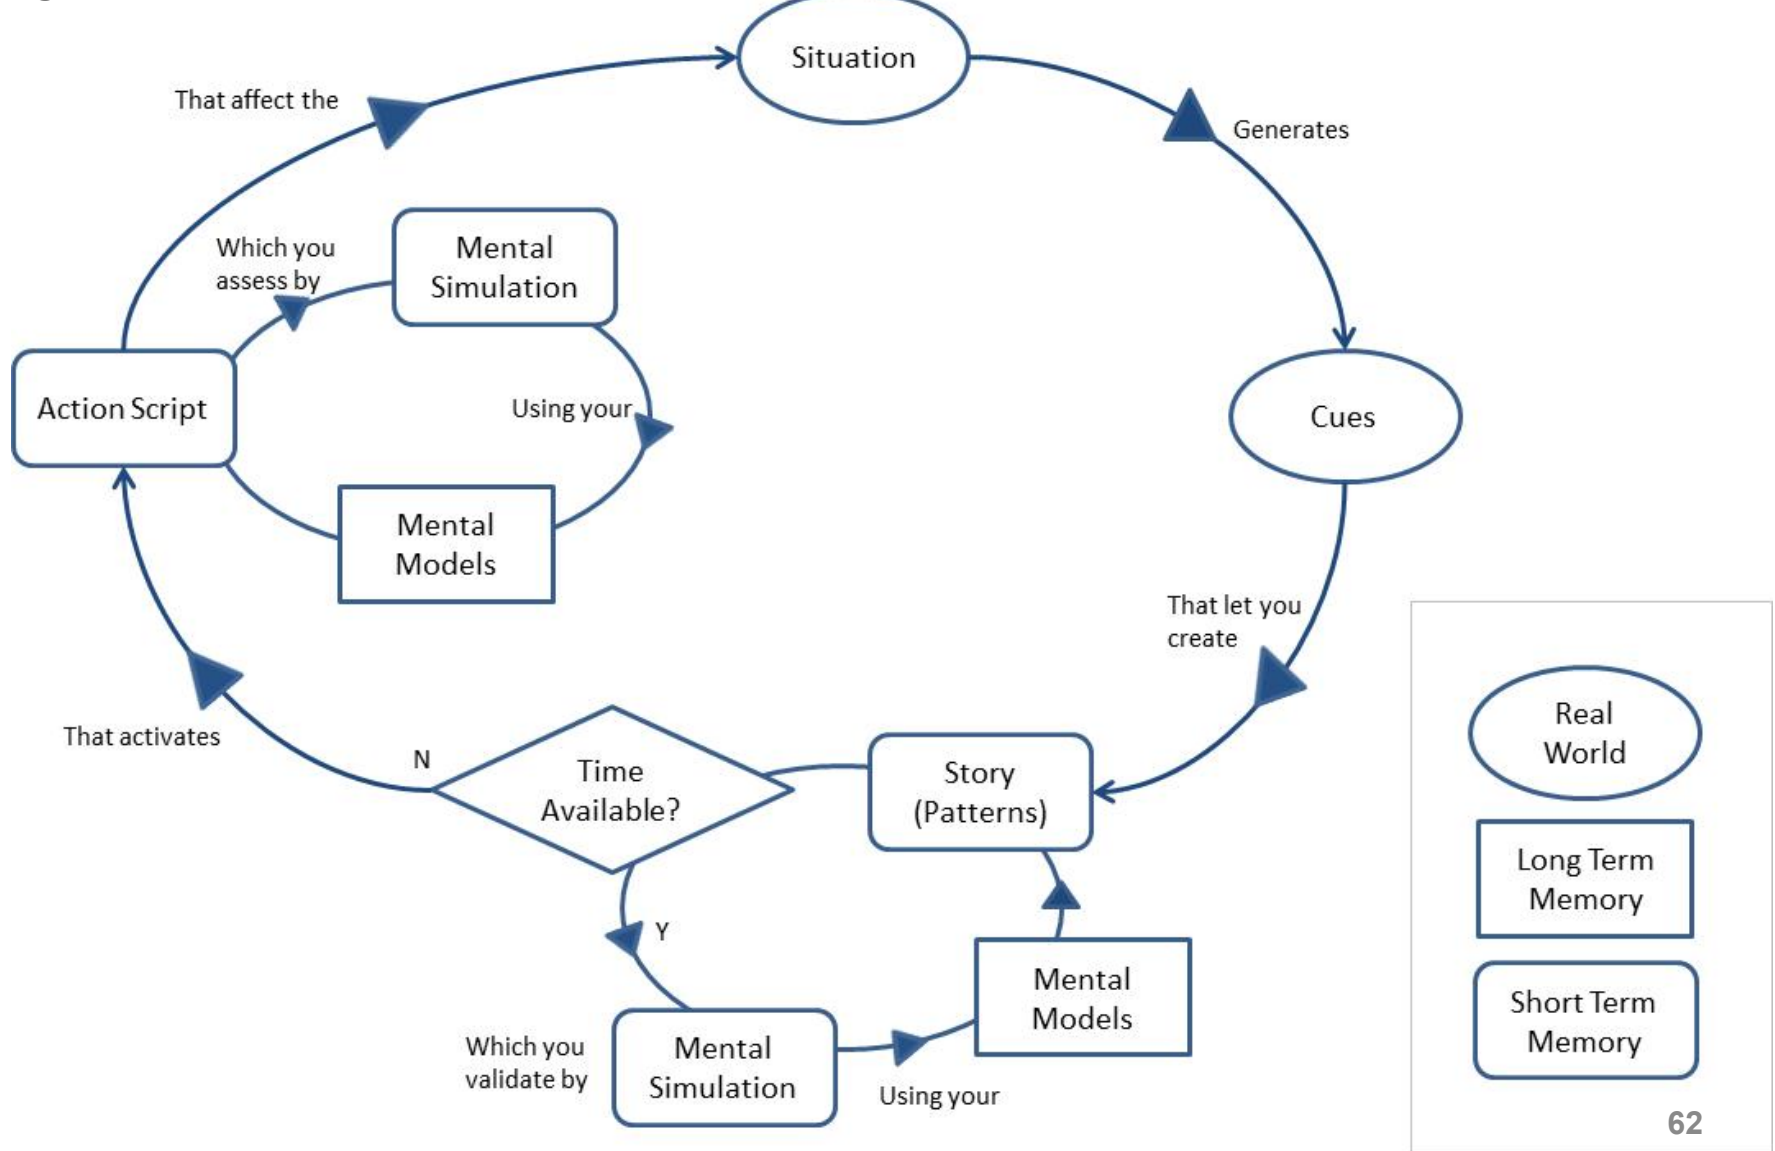 Situation
That affect the
Generates
Which you
assess by
Mental
Simulation
Action Script
Using your
Cues
Mental
Models
That let you
create
That activates
N
Time
Available?
Story
(Patterns)
Y
Which you
validate by
Mental
Simulation
Using your
Mental
Models
Real
World
Long Term
Memory
Short Term
Memory
62